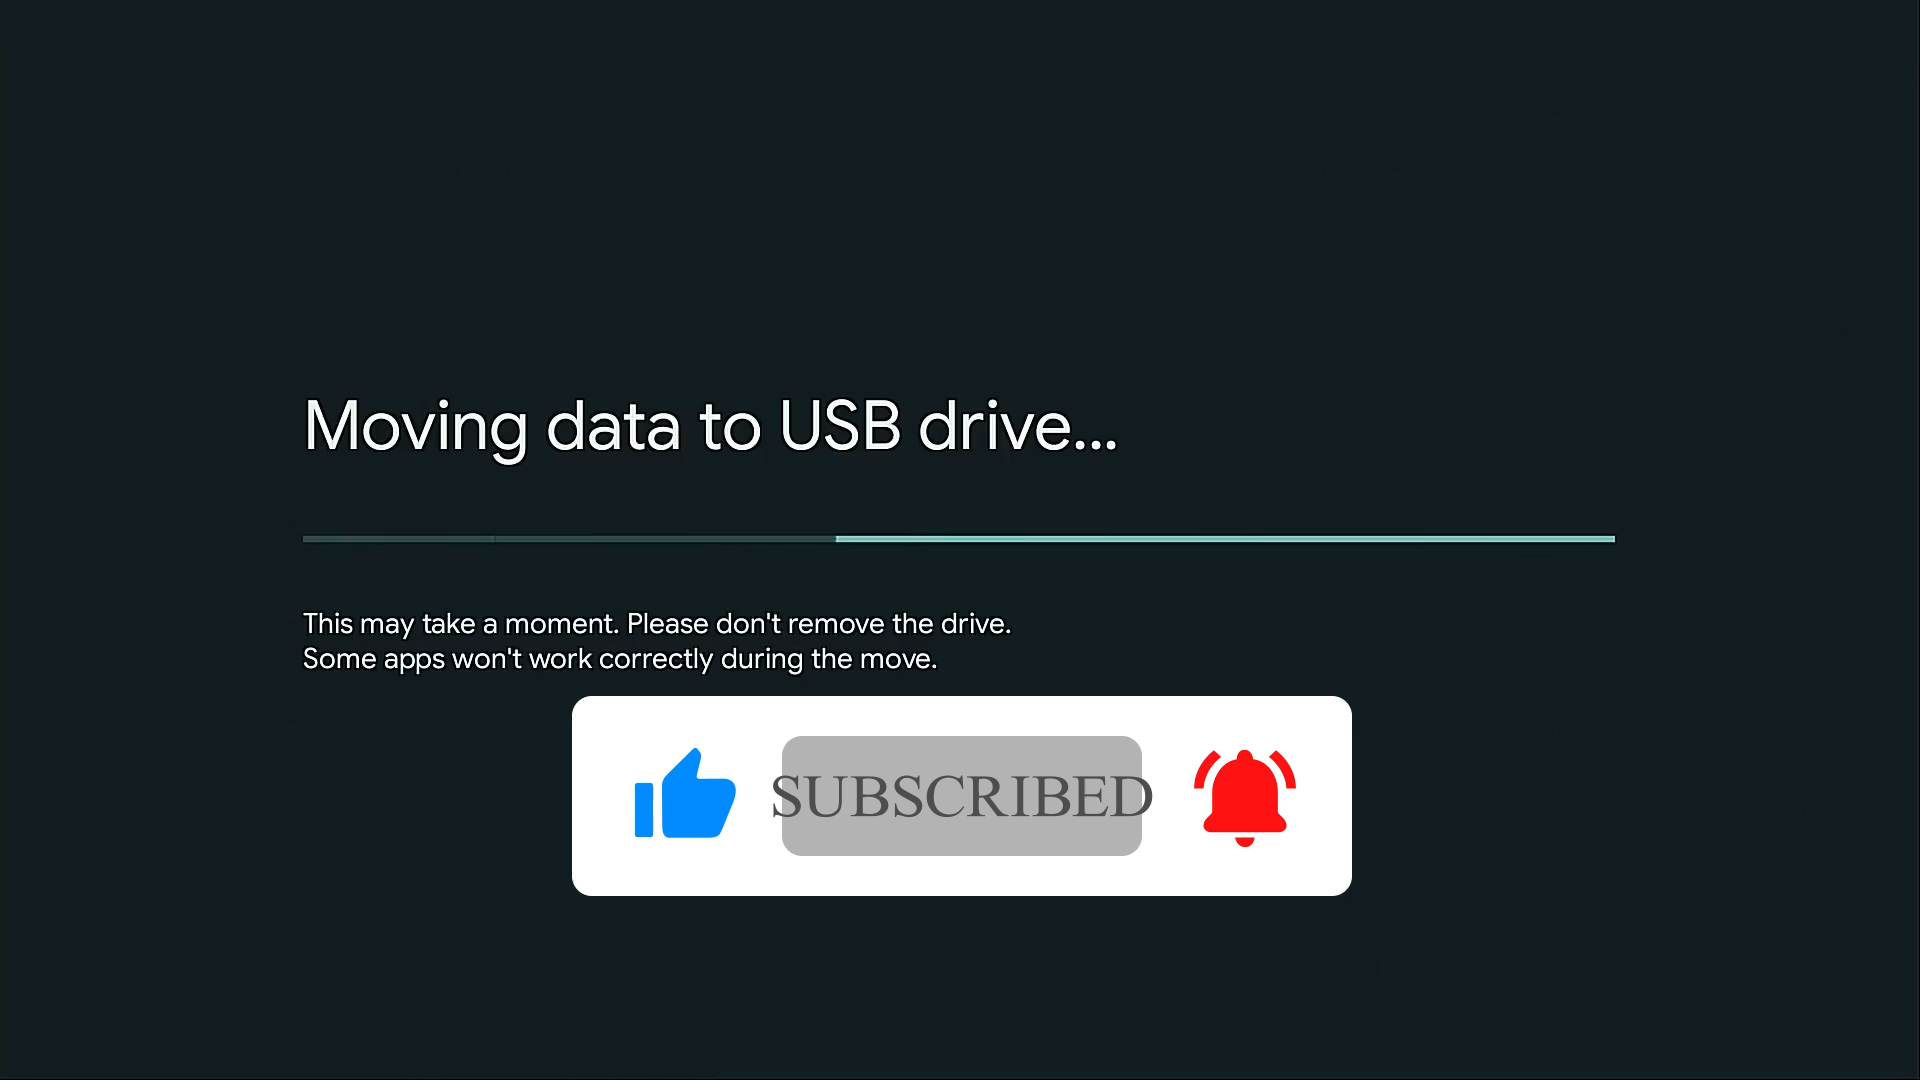 Moving data to USB drive...
This may take a moment. Please don't remove the drive.
Some apps won't work correctly during the move.
SUBSCRIBED